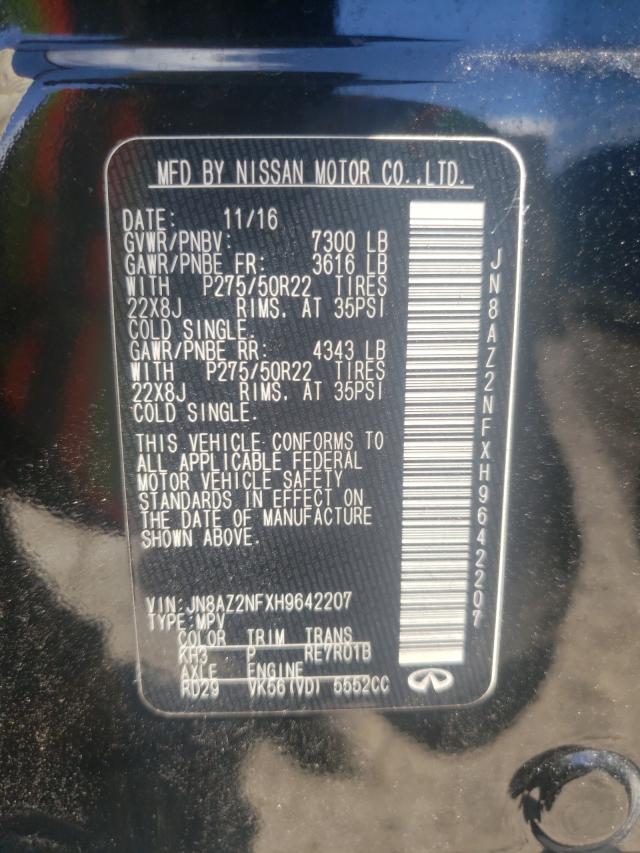 MFD BY NISSAN MOTOR CO.,LTD.
DATE: 11/16
GVWR/PNBV: 7300 LB
GAWR/PNBE FR: 3616 LB
WITH P275/50R22 TIRES
22X8J RIMS. AT 35PSI
COLD SINGLE.
GAWR/PNBE RR: 4343 LB
WITH P275/50R22 TIRES
22X8J RIMS. AT 35PSI
COLD SINGLE.
THIS VEHICLE CONFORMS TO
ALL APPLICABLE FEDERAL
MOTOR VEHICLE SAFETY
STANDARDS IN EFFECT ON
THE DATE OF MANUFACTURE
SHOWN ABOVE.
VIN:JN8AZ2NFXH9642207
TYPE:MPV
COLOR TRIM TRANS
KH3 P RE7R01B
AXLE ENGINE
RD29 VK56(VD) 5552CC
JN8AZ2NFXH9642207